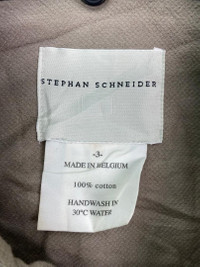 STEPHAN SCHNEIDER
-3-
MADE IN BELGIUM
100% cotton
HANDWASH IN
30°C WATER